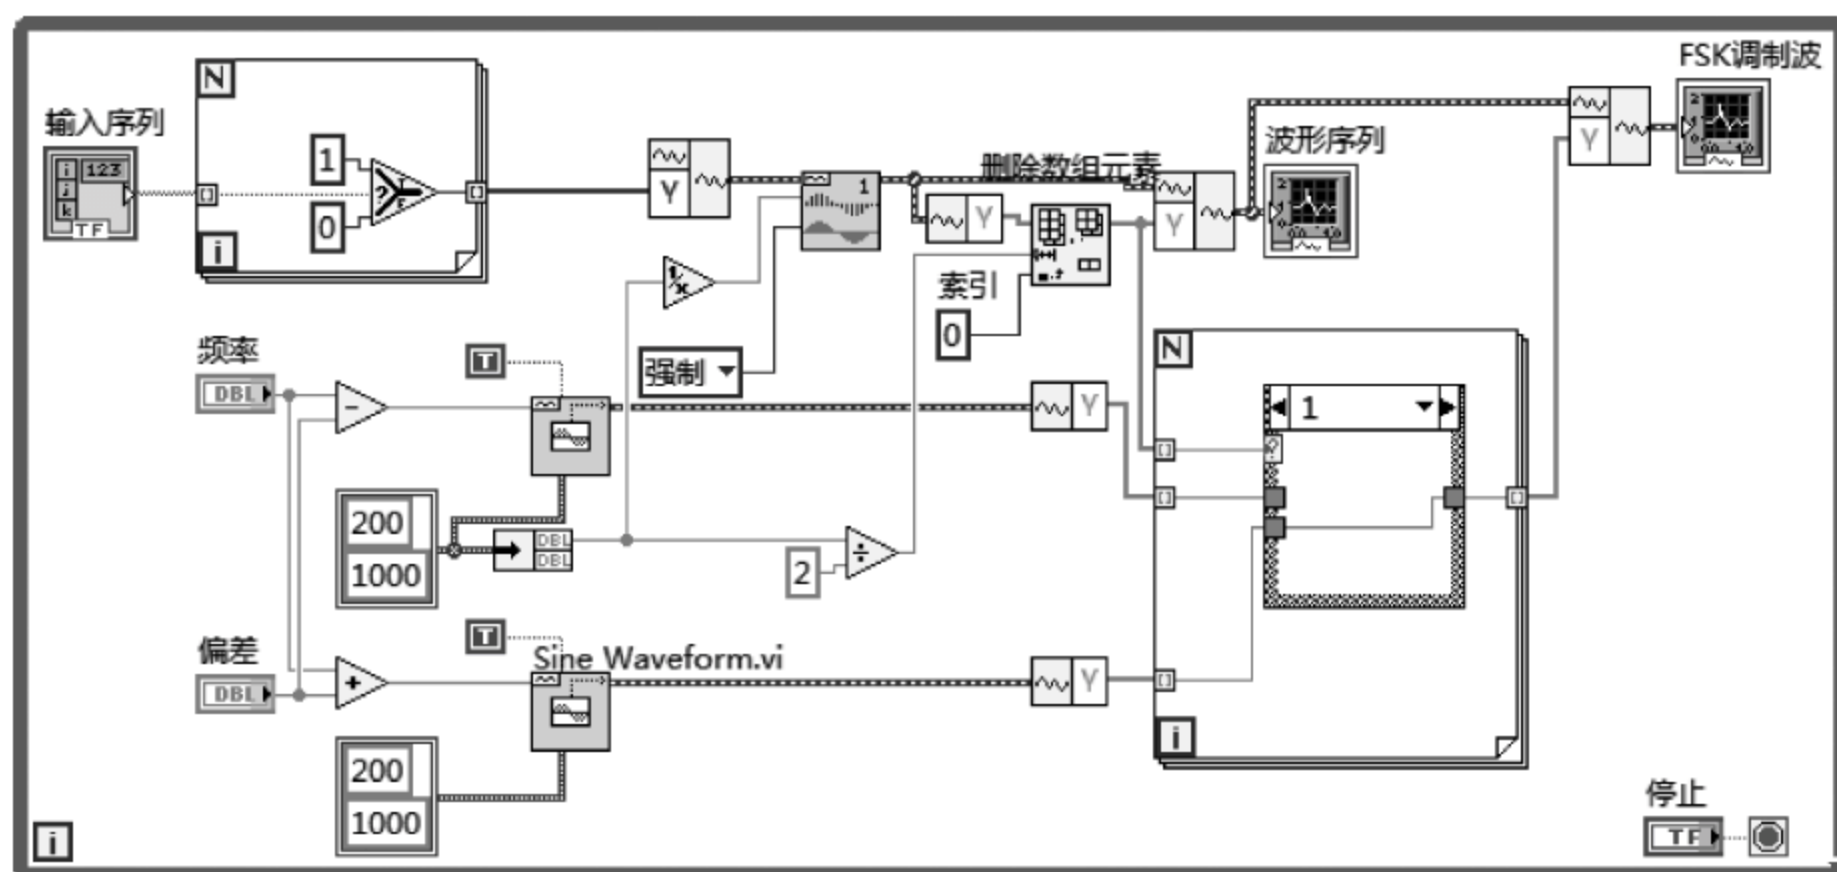 FSK调制波
N
输入序列
1
0
123
i
j
k
TF
i
Y
1
删除数组元素
Y
波形序列
Y
Y
1/x
索引
0
强制
频率
DBL
T
-
Y
N
1
?
200
1000
DBL
DBL
2
÷
偏差
DBL
T
+
Sine Waveform.vi
Y
i
200
1000
停止
TF
i